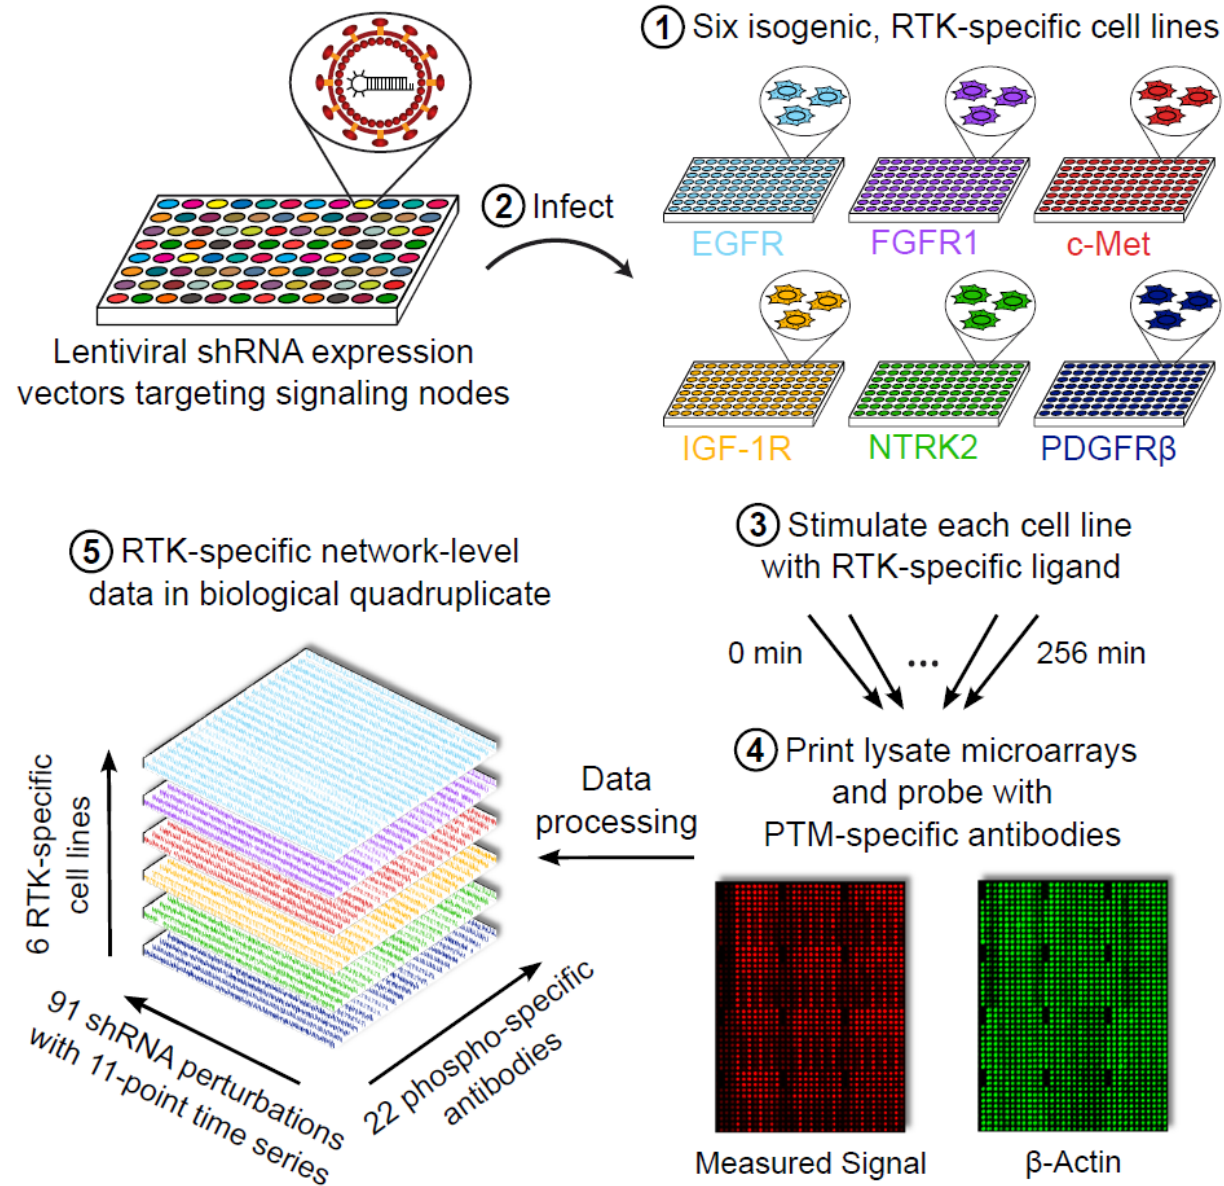 ① Six isogenic, RTK-specific cell lines
EGFR
FGFR1
c-Met
IGF-1R
NTRK2
PDGFRβ
② Infect
Lentiviral shRNA expression
vectors targeting signaling nodes
③ Stimulate each cell line
with RTK-specific ligand
0 min
...
256 min
④ Print lysate microarrays
and probe with
PTM-specific antibodies
Measured Signal
β-Actin
Data
processing
⑤ RTK-specific network-level
data in biological quadruplicate
6 RTK-specific
cell lines
91 shRNA perturbations
with 11-point time series
22 phospho-specific
antibodies